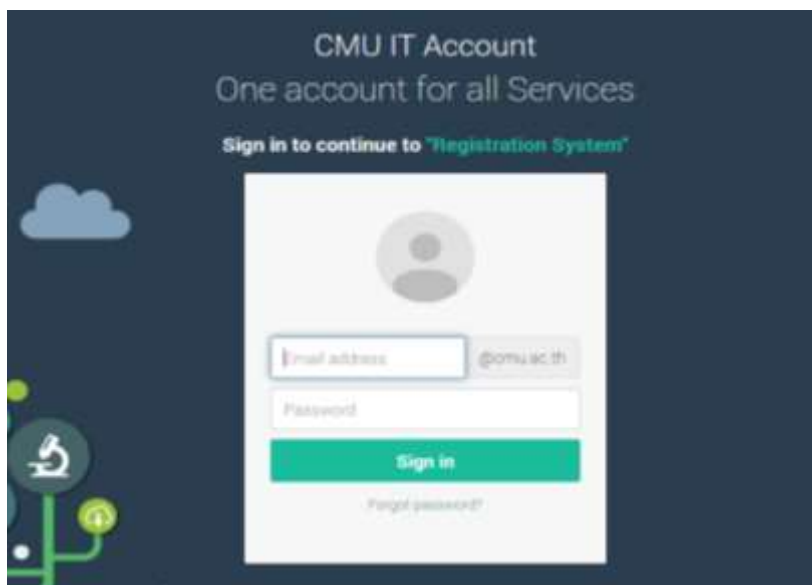 CMU IT Account
One account for all Services
Sign in to continue to "Registration System"
Email address @cmu.ac.th
Password
Sign in
Forgot password?